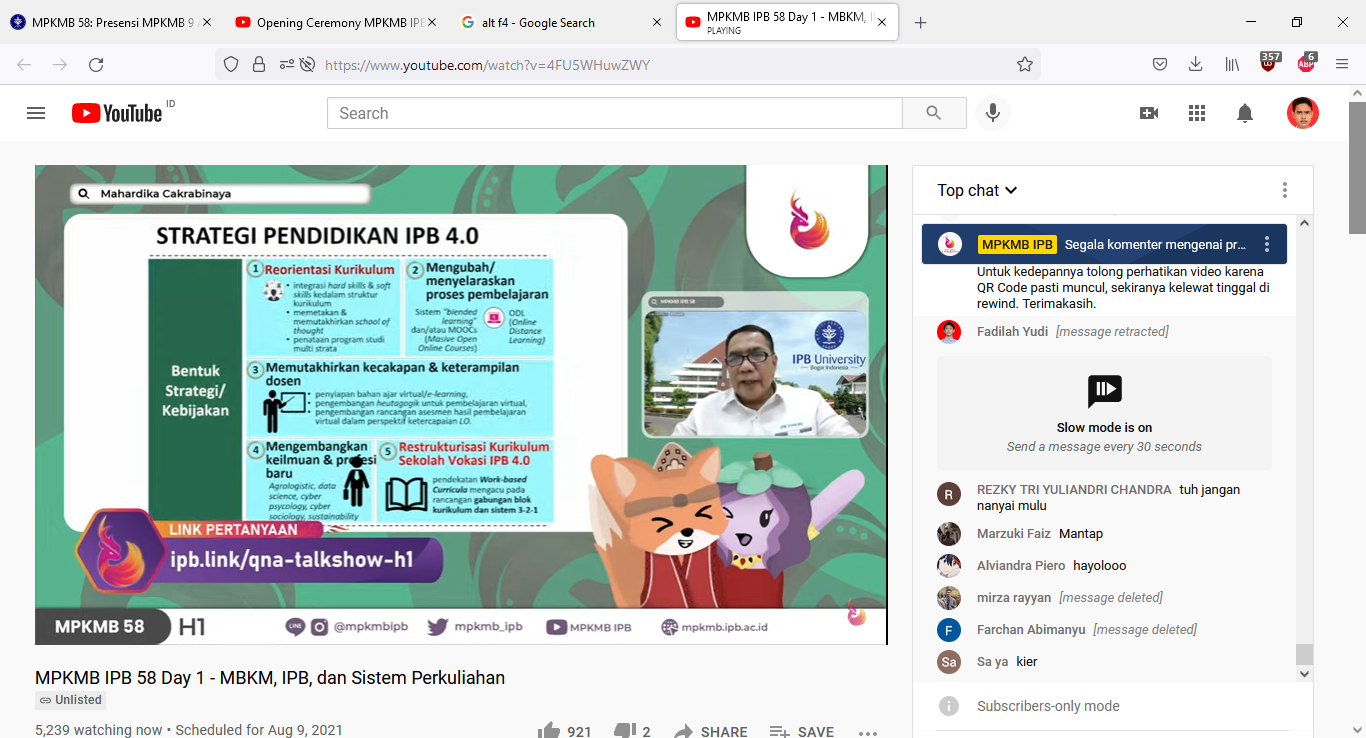 MPKMB 58: Presensi MPKMB 9
Opening Ceremony MPKMB IPB
alt f4 - Google Search
MPKMB IPB 58 Day 1 - MBKM, I
PLAYING
https://www.youtube.com/watch?v=4FU5WHuwZWY
357
6
ABP
YouTube
ID
Search
Mahardika Cakrabinaya
STRATEGI PENDIDIKAN IPB 4.0
Bentuk
Strategi/
Kebijakan
1 Reorientasi Kurikulum
• integrasi hard skills & soft
skills kedalam struktur
kurikulum
• memetakan &
memutakhirkan school of
thought
• penataan program studi
multi strata
2 Mengubah/
menyelaraskan
proses pembelajaran
Sistem "blended
learning"
dan/atau MOOCs
(Masive Open
Online Courses)
ODL
(Online
Distance
Learning)
3 Memutakhirkan kecakapan & keterampilan
dosen
• penyiapan bahan ajar virtual/e-learning,
• pengembangan heutagogik untuk pembelajaran virtual,
• pengembangan rancangan asesmen hasil pembelajaran
virtual dalam perspektif ketercapaian LO.
4 Mengembangkan
keilmuan & profesi
baru
Agrologistic, data
science, cyber
psycology, cyber
sociology, sustainability
5 Restrukturisasi Kurikulum
Sekolah Vokasi IPB 4.0
pendekatan Work-based
Curricula mengacu pada
rancangan gabungan blok
kurikulum dan sistem 3-2-1
MPKMB IPB 58
IPB University
Bogor Indonesia
LINK PERTANYAAN
ipb.link/qna-talkshow-h1
MPKMB 58
H1
LINE
@mpkmbipb
mpkmb_ipb
MPKMB IPB
mpkmb.ipb.ac.id
MPKMB IPB 58 Day 1 - MBKM, IPB, dan Sistem Perkuliahan
Unlisted
5,239 watching now • Scheduled for Aug 9, 2021
921
2
SHARE
SAVE
Top chat
MPKMB IPB Segala komenter mengenai pr...
Untuk kedepannya tolong perhatikan video karena
QR Code pasti muncul, sekiranya kelewat tinggal di
rewind. Terimakasih.
Fadilah Yudi [message retracted]
Slow mode is on
Send a message every 30 seconds
R
REZKY TRI YULIANDRI CHANDRA tuh jangan
nanyai mulu
Marzuki Faiz Mantap
Alviandra Piero hayolooo
mirza rayyan [message deleted]
F
Farchan Abimanyu [message deleted]
Sa
Sa ya kier
Subscribers-only mode